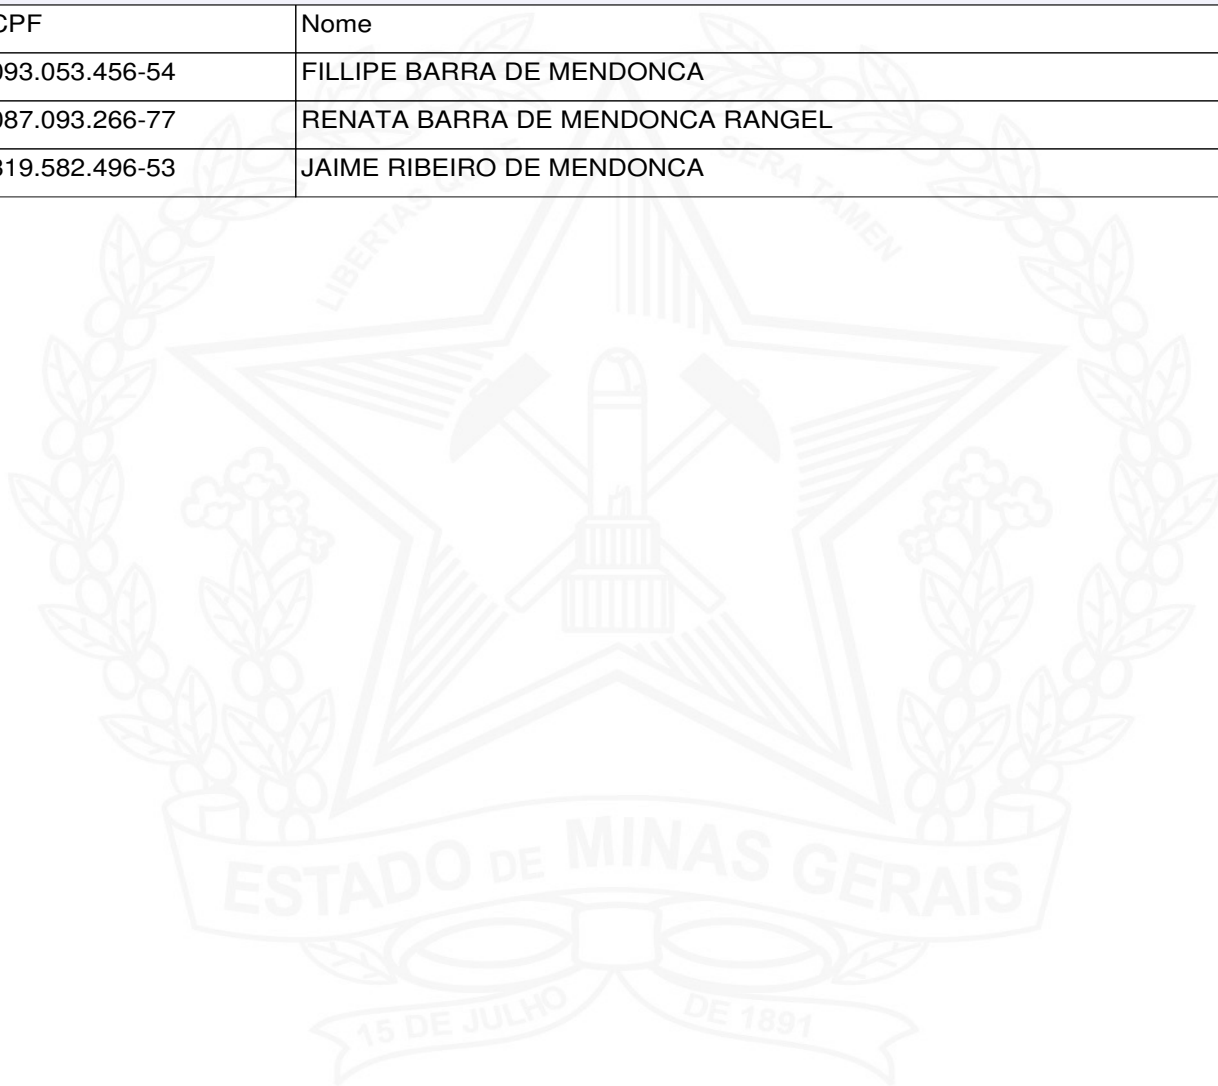 CPF Nome
093.053.456-54 FILLIPE BARRA DE MENDONCA
087.093.266-77 RENATA BARRA DE MENDONCA RANGEL
819.582.496-53 JAIME RIBEIRO DE MENDONCA
LIBERTAS QUE SERA TAMEN
ESTADO DE MINAS GERAIS
15 DE JULHO DE 1891